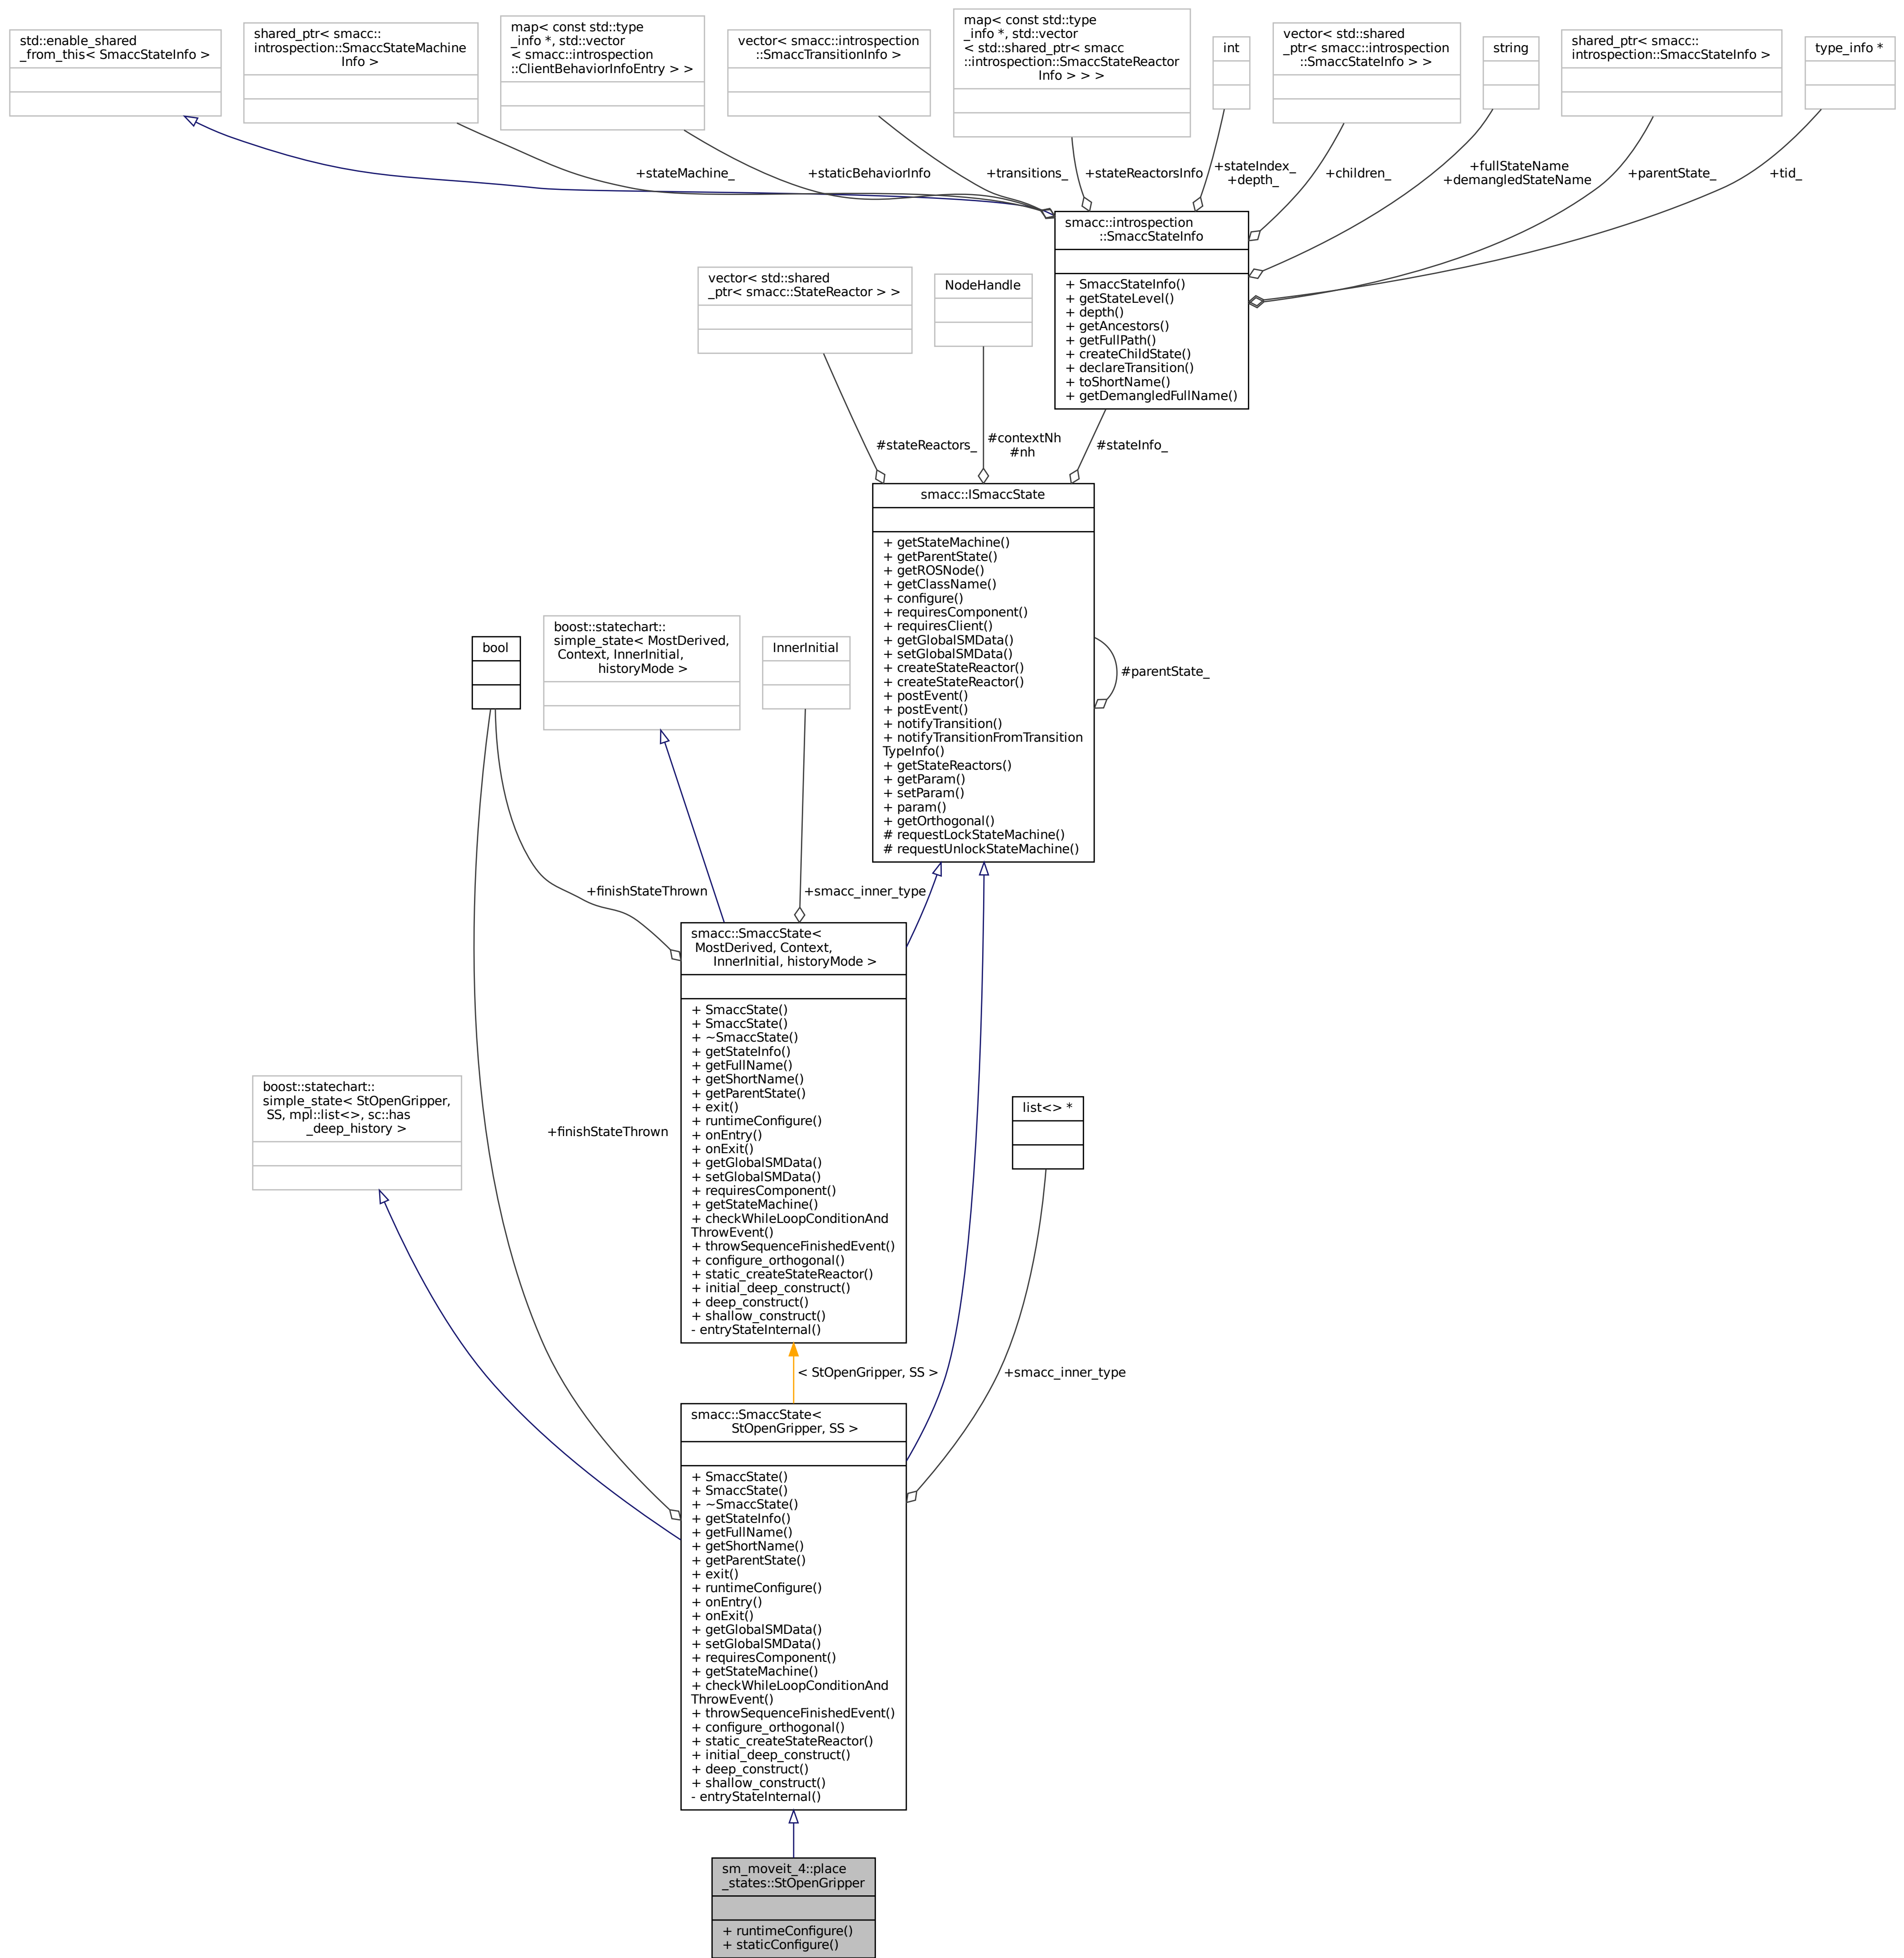 std::enable_shared
_from_this< SmaccStateInfo >
shared_ptr< smacc::
introspection::SmaccStateMachine
Info >
map< const std::type
_info *, std::vector
< smacc::introspection
::ClientBehaviorInfoEntry > >
vector< smacc::introspection
::SmaccTransitionInfo >
map< const std::type
_info *, std::vector
< std::shared_ptr< smacc
::introspection::SmaccStateReactor
Info > > >
int
vector< std::shared
_ptr< smacc::introspection
::SmaccStateInfo > >
string
shared_ptr< smacc::
introspection::SmaccStateInfo >
type_info *
+stateMachine_
+staticBehaviorInfo
+transitions_
+stateReactorsInfo
+stateIndex_
+depth_
+children_
+fullStateName
+demangledStateName
+parentState_
+tid_
smacc::introspection
::SmaccStateInfo
+ SmaccStateInfo()
+ getStateLevel()
+ depth()
+ getAncestors()
+ getFullPath()
+ createChildState()
+ declareTransition()
+ toShortName()
+ getDemangledFullName()
vector< std::shared
_ptr< smacc::StateReactor > >
NodeHandle
#stateReactors_
#contextNh
#nh
#stateInfo_
smacc::ISmaccState
+ getStateMachine()
+ getParentState()
+ getROSNode()
+ getClassName()
+ configure()
+ requiresComponent()
+ requiresClient()
+ getGlobalSMData()
+ setGlobalSMData()
+ createStateReactor()
+ createStateReactor()
+ postEvent()
+ postEvent()
+ notifyTransition()
+ notifyTransitionFromTransition
TypeInfo()
+ getStateReactors()
+ getParam()
+ setParam()
+ param()
+ getOrthogonal()
# requestLockStateMachine()
# requestUnlockStateMachine()
#parentState_
bool
boost::statechart::
simple_state< MostDerived,
Context, InnerInitial,
historyMode >
InnerInitial
+finishStateThrown
+smacc_inner_type
smacc::SmaccState<
MostDerived, Context,
InnerInitial, historyMode >
+ SmaccState()
+ SmaccState()
+ ~SmaccState()
+ getStateInfo()
+ getFullName()
+ getShortName()
+ getParentState()
+ exit()
+ runtimeConfigure()
+ onEntry()
+ onExit()
+ getGlobalSMData()
+ setGlobalSMData()
+ requiresComponent()
+ getStateMachine()
+ checkWhileLoopConditionAnd
ThrowEvent()
+ throwSequenceFinishedEvent()
+ configure_orthogonal()
+ static_createStateReactor()
+ initial_deep_construct()
+ deep_construct()
+ shallow_construct()
- entryStateInternal()
boost::statechart::
simple_state< StOpenGripper,
SS, mpl::list<>, sc::has
_deep_history >
+finishStateThrown
list<> *
< StOpenGripper, SS >
+smacc_inner_type
smacc::SmaccState<
StOpenGripper, SS >
+ SmaccState()
+ SmaccState()
+ ~SmaccState()
+ getStateInfo()
+ getFullName()
+ getShortName()
+ getParentState()
+ exit()
+ runtimeConfigure()
+ onEntry()
+ onExit()
+ getGlobalSMData()
+ setGlobalSMData()
+ requiresComponent()
+ getStateMachine()
+ checkWhileLoopConditionAnd
ThrowEvent()
+ throwSequenceFinishedEvent()
+ configure_orthogonal()
+ static_createStateReactor()
+ initial_deep_construct()
+ deep_construct()
+ shallow_construct()
- entryStateInternal()
sm_moveit_4::place
_states::StOpenGripper
+ runtimeConfigure()
+ staticConfigure()